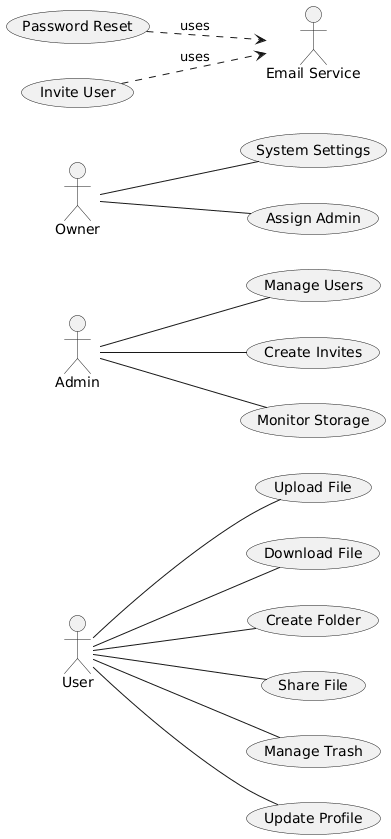 uses
Password Reset
uses
Invite User
Email Service
System Settings
Owner
Assign Admin
Manage Users
Create Invites
Admin
Monitor Storage
Upload File
Download File
Create Folder
User
Share File
Manage Trash
Update Profile